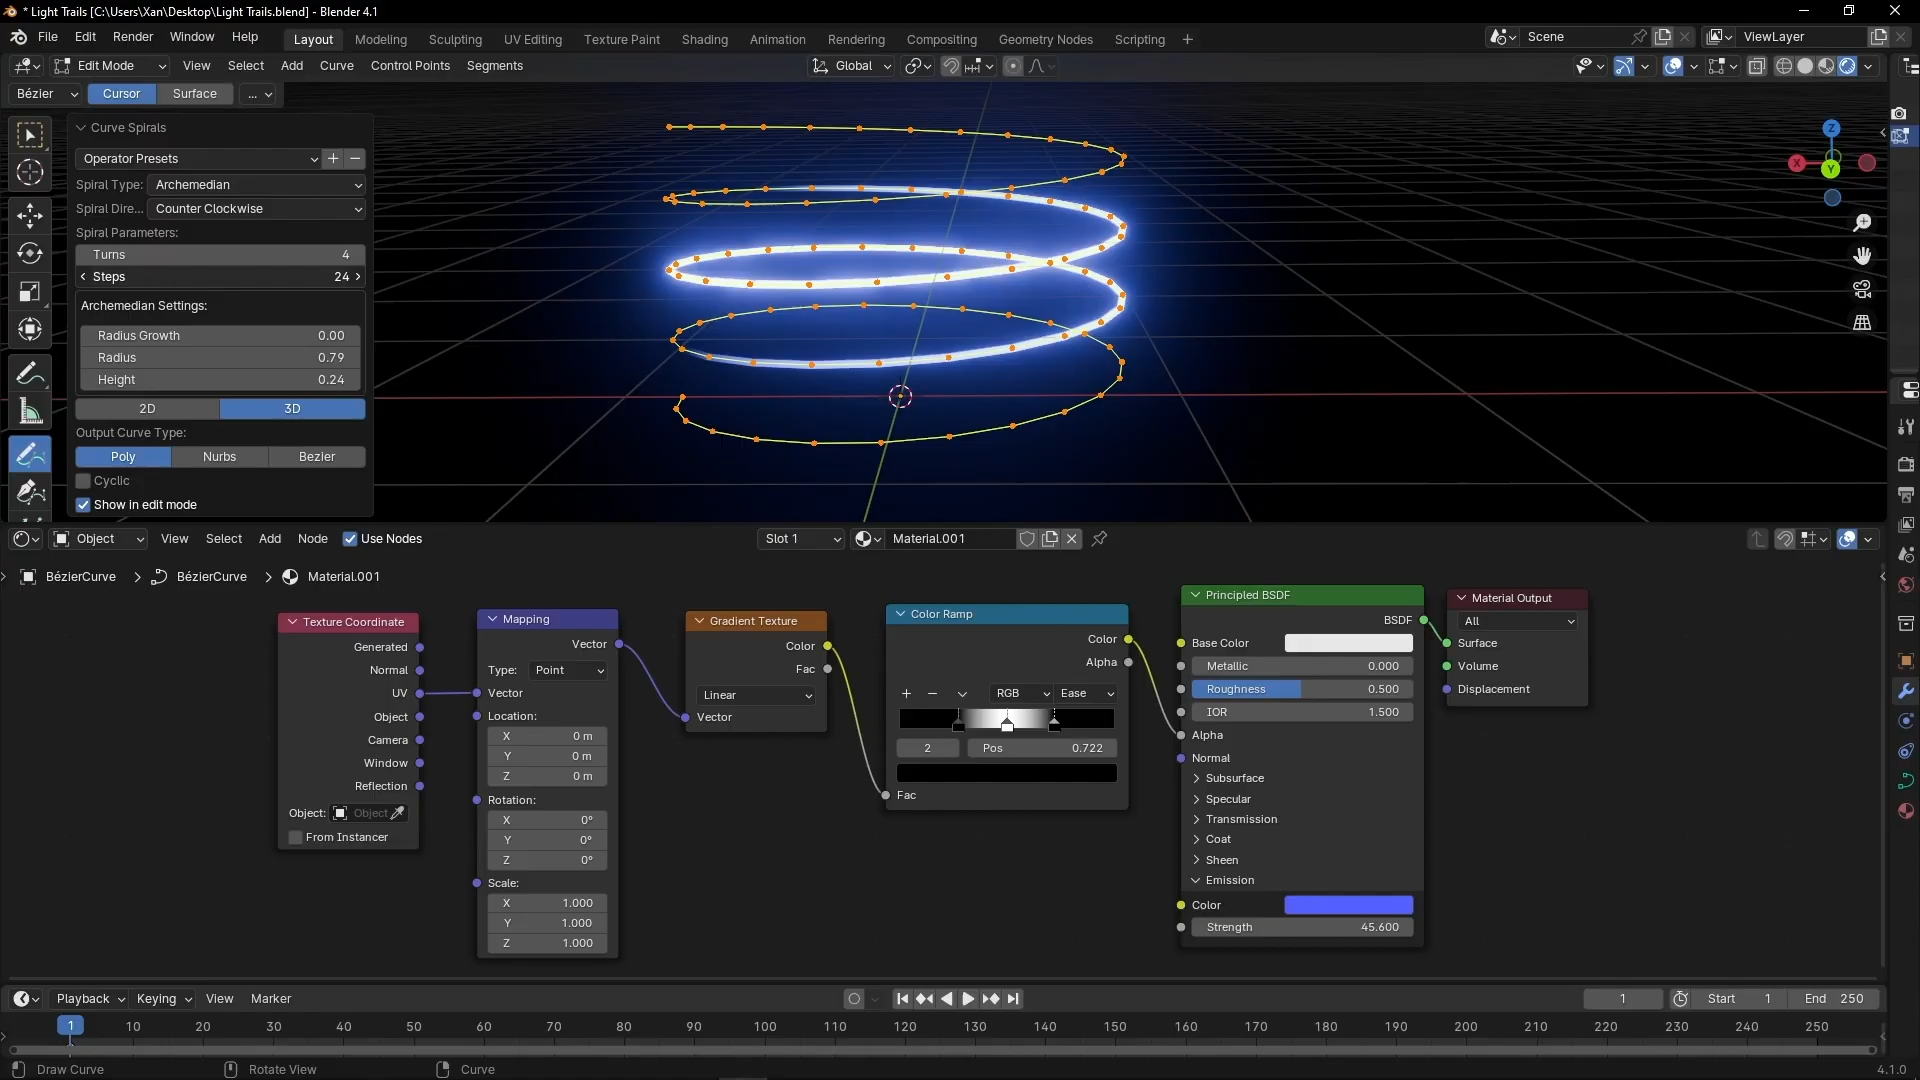 * Light Trails [C:\Users\Xan\Desktop\Light Trails.blend] - Blender 4.1
File Edit Render Window Help Layout Modeling Sculpting UV Editing Texture Paint Shading Animation Rendering Compositing Geometry Nodes Scripting + Scene ViewLayer
Edit Mode View Select Add Curve Control Points Segments Global
Bézier Cursor Surface ...
Curve Spirals
Operator Presets
Spiral Type: Archemedian
Spiral Dire... Counter Clockwise
Spiral Parameters:
Turns 4
Steps 24
Archemedian Settings:
Radius Growth 0.00
Radius 0.79
Height 0.24
2D 3D
Output Curve Type:
Poly Nurbs Bezier
Cyclic
Show in edit mode
Z
X
Y
Object View Select Add Node Use Nodes Slot 1 Material.001
BézierCurve > BézierCurve > Material.001
Texture Coordinate
Generated
Normal
UV
Object
Camera
Window
Reflection
Object: Object
From Instancer
Mapping
Vector
Type: Point
Vector
Location:
X 0 m
Y 0 m
Z 0 m
Rotation:
X 0°
Y 0°
Z 0°
Scale:
X 1.000
Y 1.000
Z 1.000
Gradient Texture
Color
Fac
Linear
Vector
Color Ramp
Color
Alpha
RGB Ease
2 Pos 0.722
Fac
Principled BSDF
BSDF
Base Color
Metallic 0.000
Roughness 0.500
IOR 1.500
Alpha
Normal
Subsurface
Specular
Transmission
Coat
Sheen
Emission
Color
Strength 45.600
Material Output
All
Surface
Volume
Displacement
Playback Keying View Marker 1 Start 1 End 250
1 10 20 30 40 50 60 70 80 90 100 110 120 130 140 150 160 170 180 190 200 210 220 230 240 250
Draw Curve Rotate View Curve 4.1.0